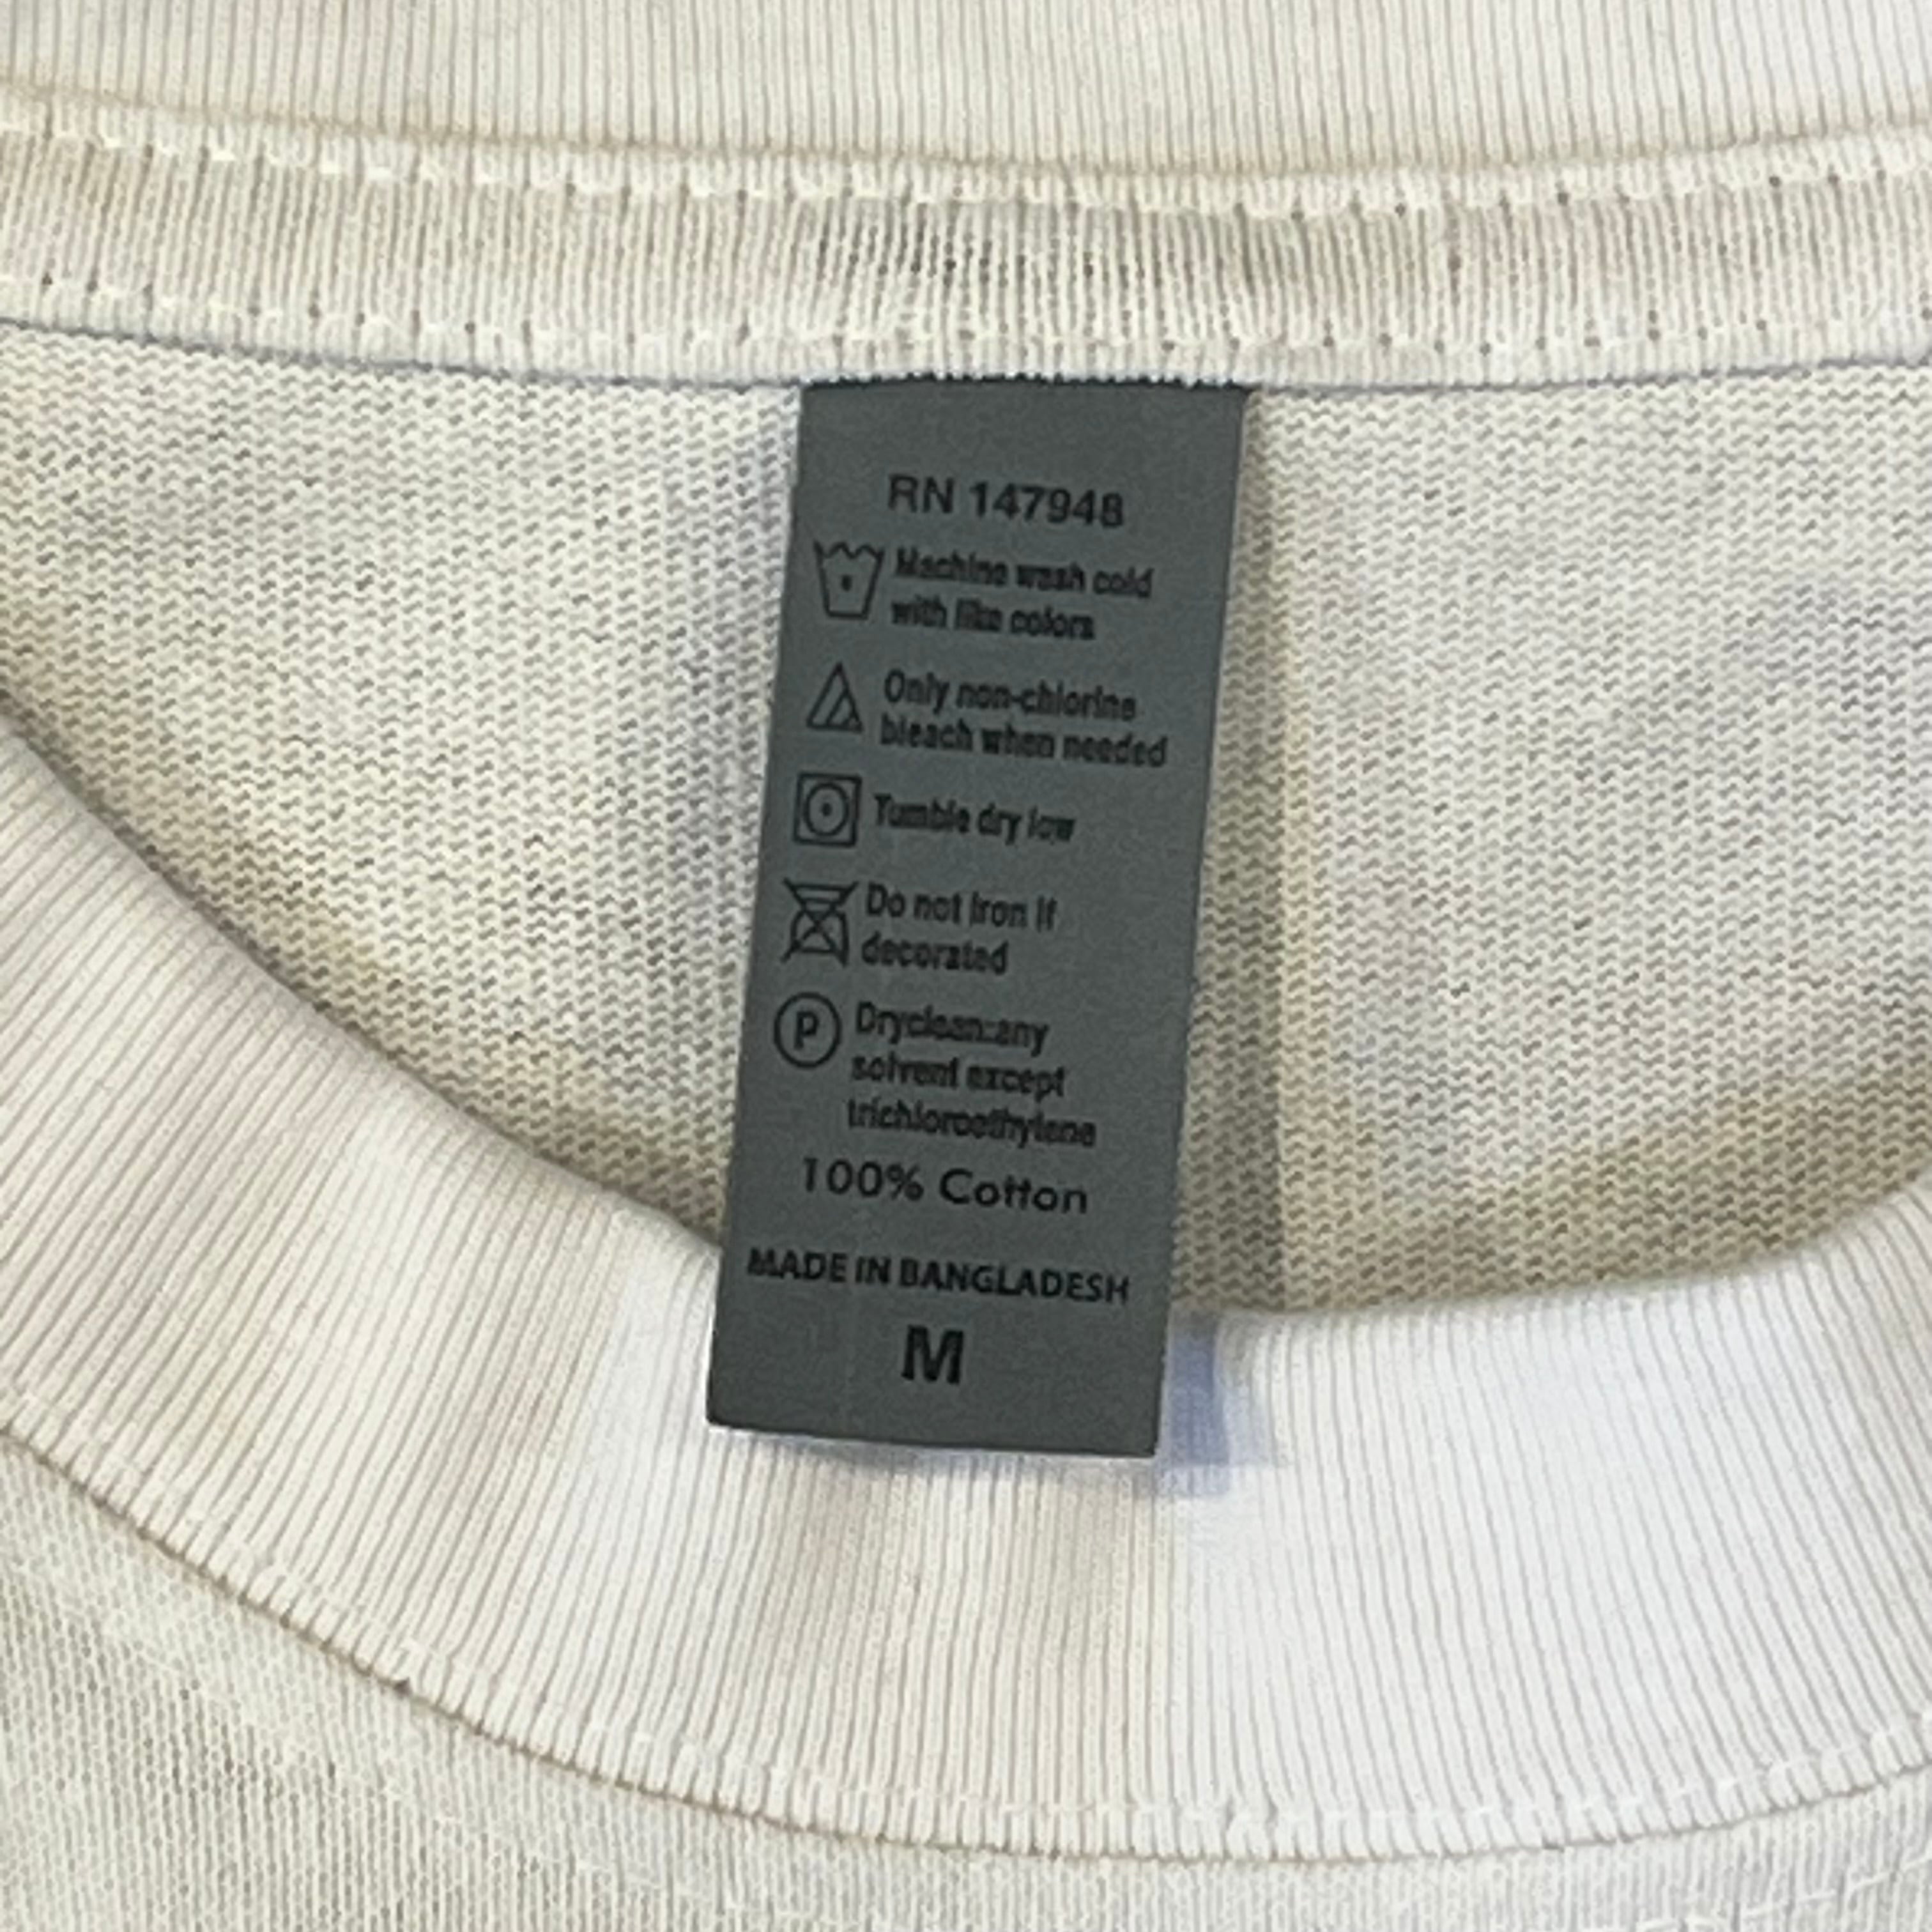 RN 147948
Machine wash cold
with like colors
Only non-chlorine
bleach when needed
Tumble dry low
Do not iron if
decorated
P
Dryclean:any
solvent except
trichloroethylene
100% Cotton
MADE IN BANGLADESH
M